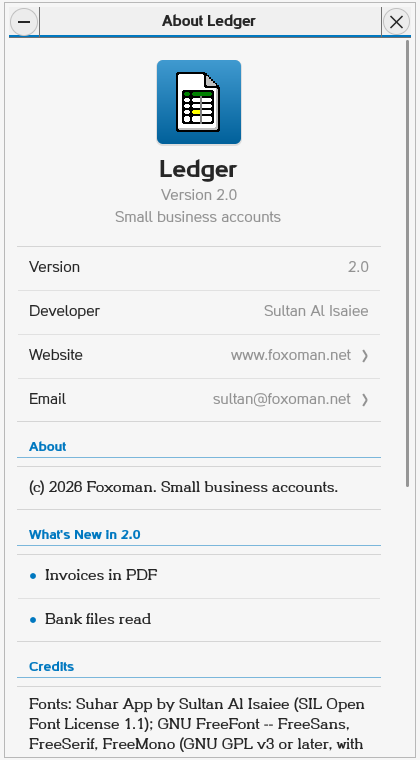 About Ledger
Ledger
Version 2.0
Small business accounts
Version 2.0
Developer Sultan Al Isaiee
Website www.foxoman.net ❯
Email sultan@foxoman.net ❯
About
(c) 2026 Foxoman. Small business accounts.
What's New in 2.0
• Invoices in PDF
• Bank files read
Credits
Fonts: Suhar App by Sultan Al Isaiee (SIL Open
Font License 1.1); GNU FreeFont -- FreeSans,
FreeSerif, FreeMono (GNU GPL v3 or later, with